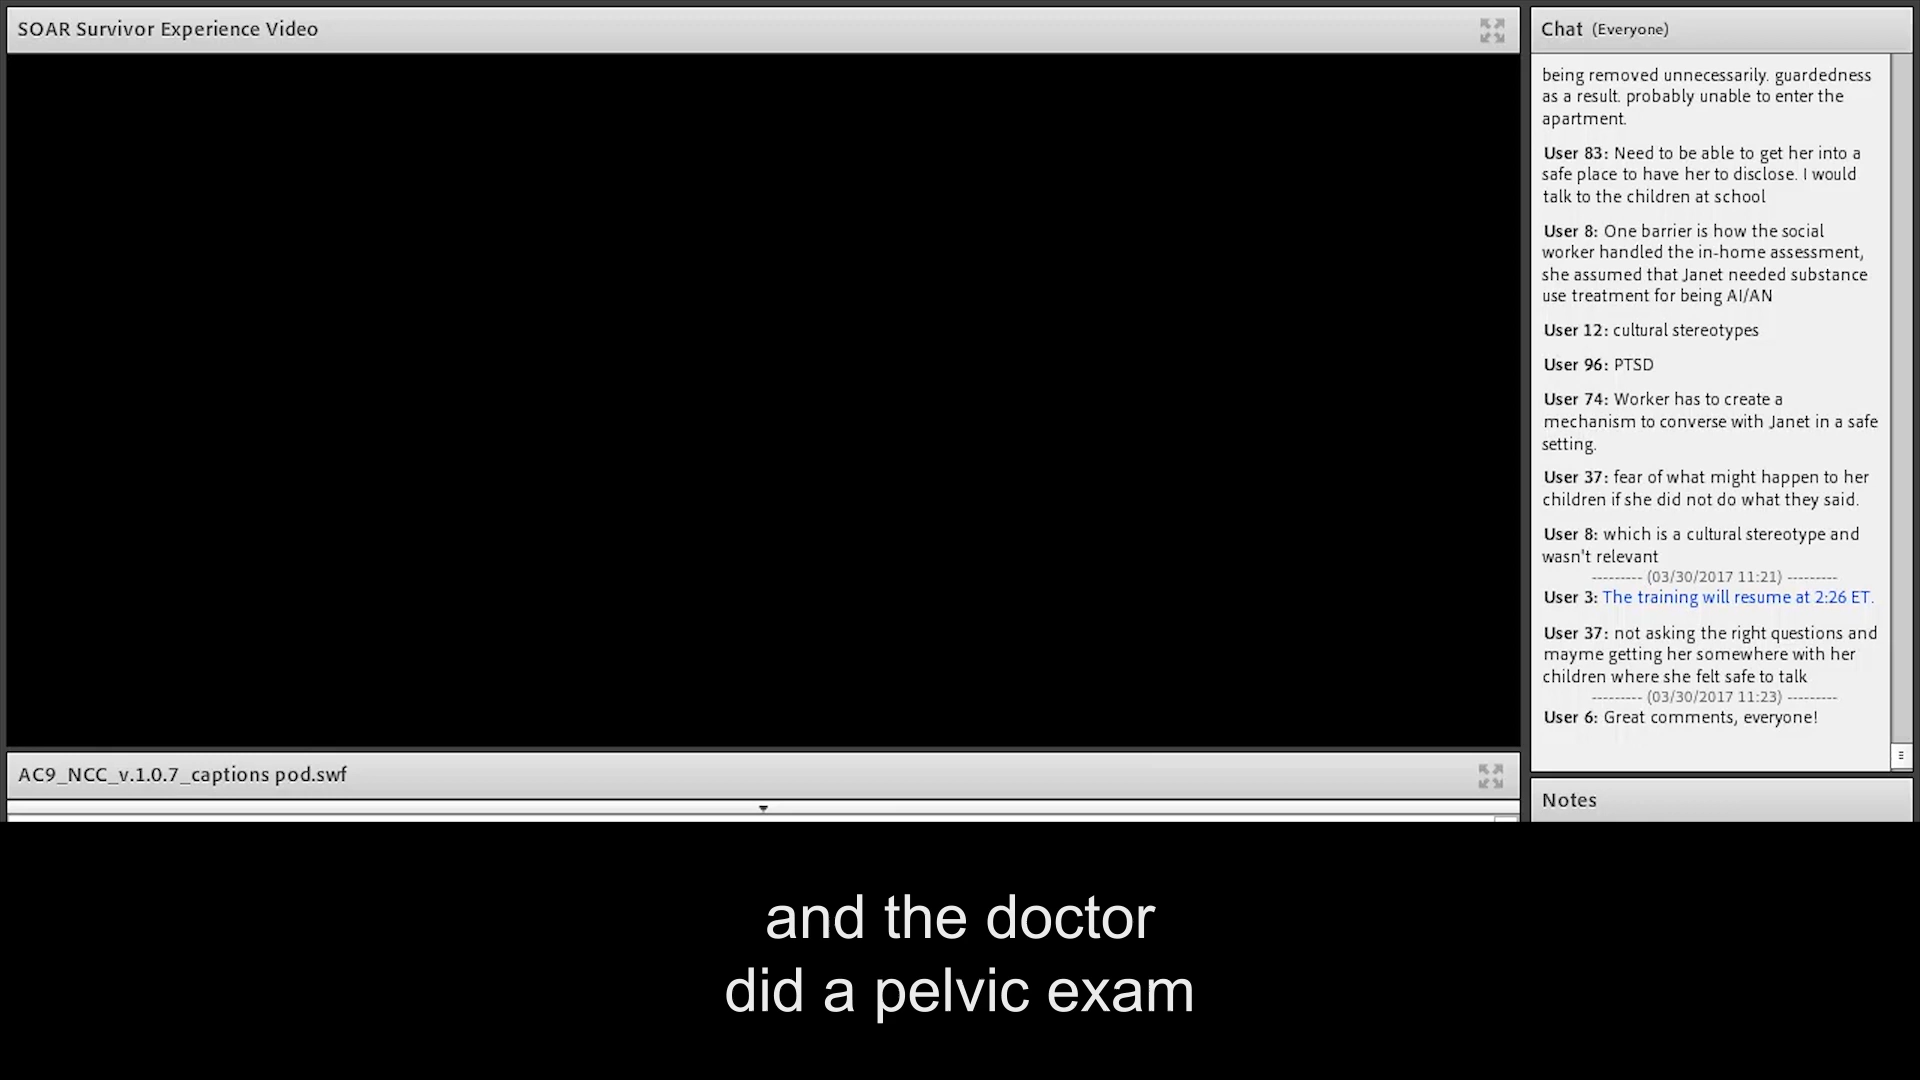 SOAR Survivor Experience Video
Chat (Everyone)
being removed unnecessarily. guardedness
as a result. probably unable to enter the
apartment.
User 83: Need to be able to get her into a
safe place to have her to disclose. I would
talk to the children at school
User 8: One barrier is how the social
worker handled the in-home assessment,
she assumed that Janet needed substance
use treatment for being AI/AN
User 12: cultural stereotypes
User 96: PTSD
User 74: Worker has to create a
mechanism to converse with Janet in a safe
setting.
User 37: fear of what might happen to her
children if she did not do what they said.
User 8: which is a cultural stereotype and
wasn't relevant
--------- (03/30/2017 11:21) ---------
User 3: The training will resume at 2:26 ET.
User 37: not asking the right questions and
mayme getting her somewhere with her
children where she felt safe to talk
--------- (03/30/2017 11:23) ---------
User 6: Great comments, everyone!
AC9_NCC_v.1.0.7_captions pod.swf
Notes
and the doctor
did a pelvic exam